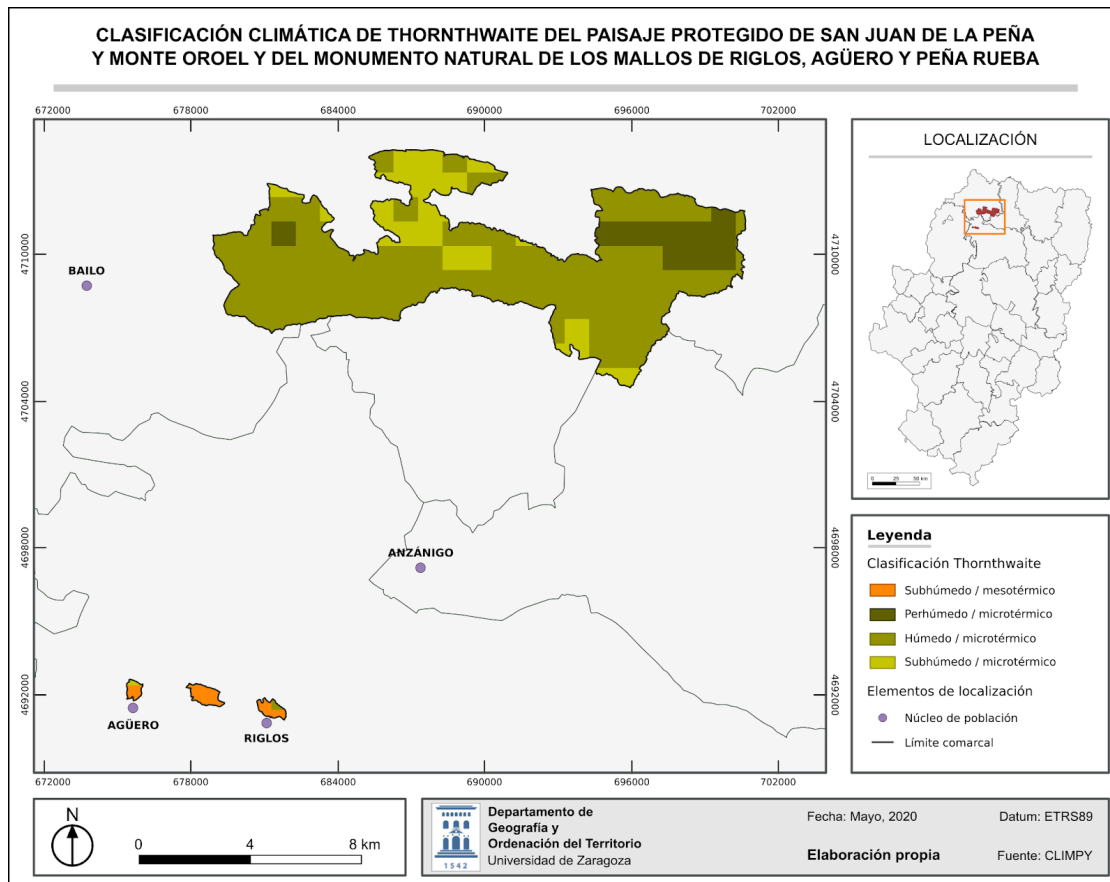 CLASIFICACIÓN CLIMÁTICA DE THORNTHWAITE DEL PAISAJE PROTEGIDO DE SAN JUAN DE LA PEÑA
Y MONTE OROEL Y DEL MONUMENTO NATURAL DE LOS MALLOS DE RIGLOS, AGÜERO Y PEÑA RUEBA
672000 678000 684000 690000 696000 702000
4710000 4710000
4704000 4704000
4698000 4698000
4692000 4692000
BAILO
ANZÁNIGO
AGÜERO
RIGLOS
672000 678000 684000 690000 696000 702000
LOCALIZACIÓN
0 25 50 km
Leyenda
Clasificación Thornthwaite
Subhúmedo / mesotérmico
Perhúmedo / microtérmico
Húmedo / microtérmico
Subhúmedo / microtérmico
Elementos de localización
Núcleo de población
Límite comarcal
N
0 4 8 km
1542
Departamento de
Geografía y
Ordenación del Territorio
Universidad de Zaragoza
Fecha: Mayo, 2020
Datum: ETRS89
Elaboración propia
Fuente: CLIMPY